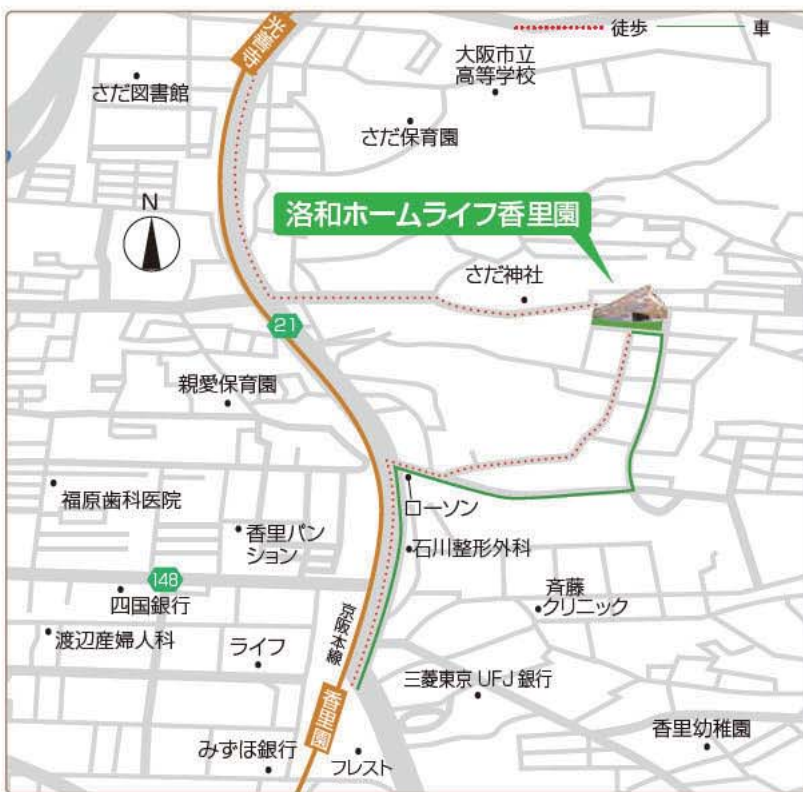 徒歩
車
光善寺
大阪市立
高等学校
さだ図書館
さだ保育園
N
洛和ホームライフ香里園
さだ神社
21
親愛保育園
福原歯科医院
ローソン
香里パン
ション
石川整形外科
148
四国銀行
斉藤
クリニック
渡辺産婦人科
ライフ
京阪本線
三菱東京UFJ銀行
香里園
香里幼稚園
みずほ銀行
フレスト